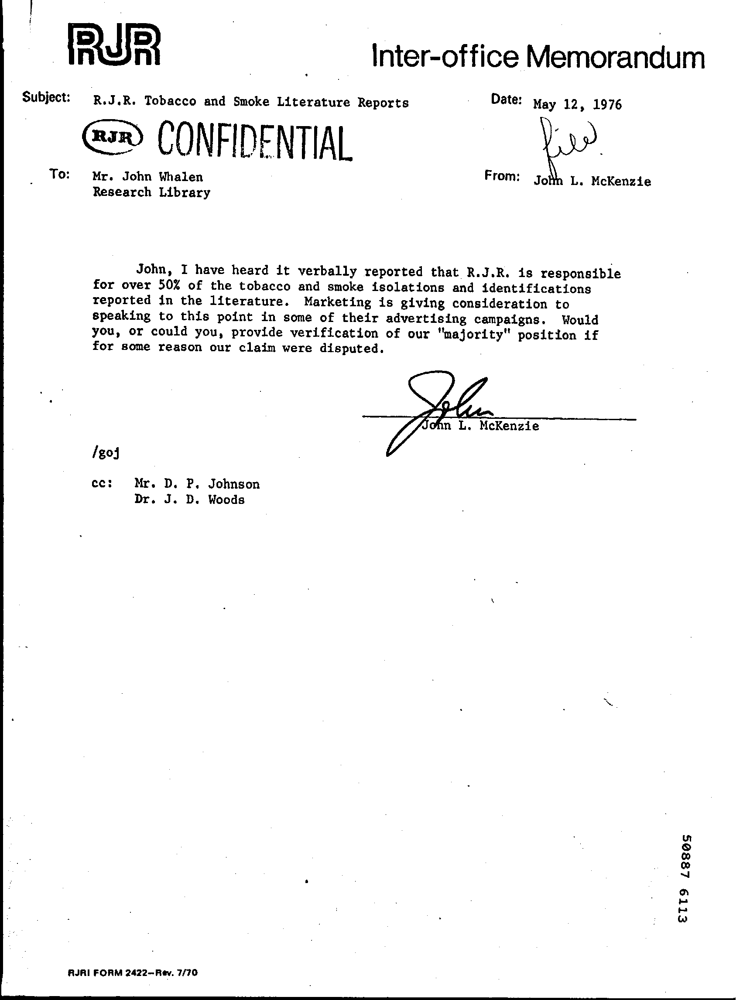 RJR
Inter-office Memorandum
Subject: R.J.R. Tobacco and Smoke Literature Reports
Date: May 12, 1976
RJR CONFIDENTIAL
file
To: Mr. John Whalen
Research Library
From: John L. McKenzie
John, I have heard it verbally reported that R.J.R. is responsible
for over 50% of the tobacco and smoke isolations and identifications
reported in the literature. Marketing is giving consideration to
speaking to this point in some of their advertising campaigns. Would
you, or could you, provide verification of our "majority" position if
for some reason our claim were disputed.
John
John L. McKenzie
/goj
cc: Mr. D. P. Johnson
Dr. J. D. Woods
50887 6113
RJRI FORM 2422—Rev. 7/70